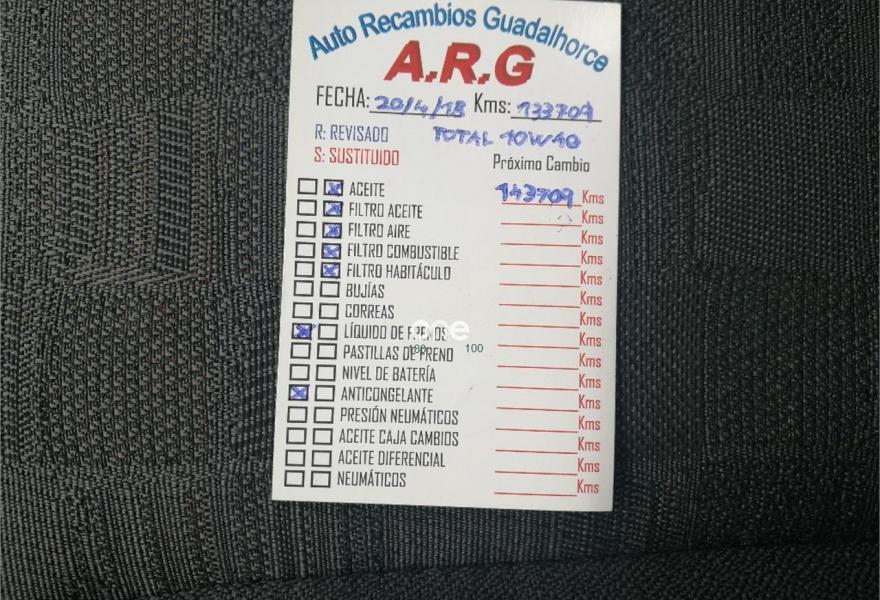 Auto Recambios Guadalhorce
A.R.G
FECHA: 20/4/18 Kms: 133709
R: REVISADO TOTAL 10W40
S: SUSTITUIDO Próximo Cambio
ACEITE 143709 Kms
FILTRO ACEITE Kms
FILTRO AIRE Kms
FILTRO COMBUSTIBLE Kms
FILTRO HABITÁCULO Kms
BUJÍAS Kms
CORREAS Kms
LÍQUIDO DE FRENOS Kms
PASTILLAS DE FRENO Kms
NIVEL DE BATERÍA Kms
ANTICONGELANTE Kms
PRESIÓN NEUMÁTICOS Kms
ACEITE CAJA CAMBIOS Kms
ACEITE DIFERENCIAL Kms
NEUMÁTICOS Kms
100